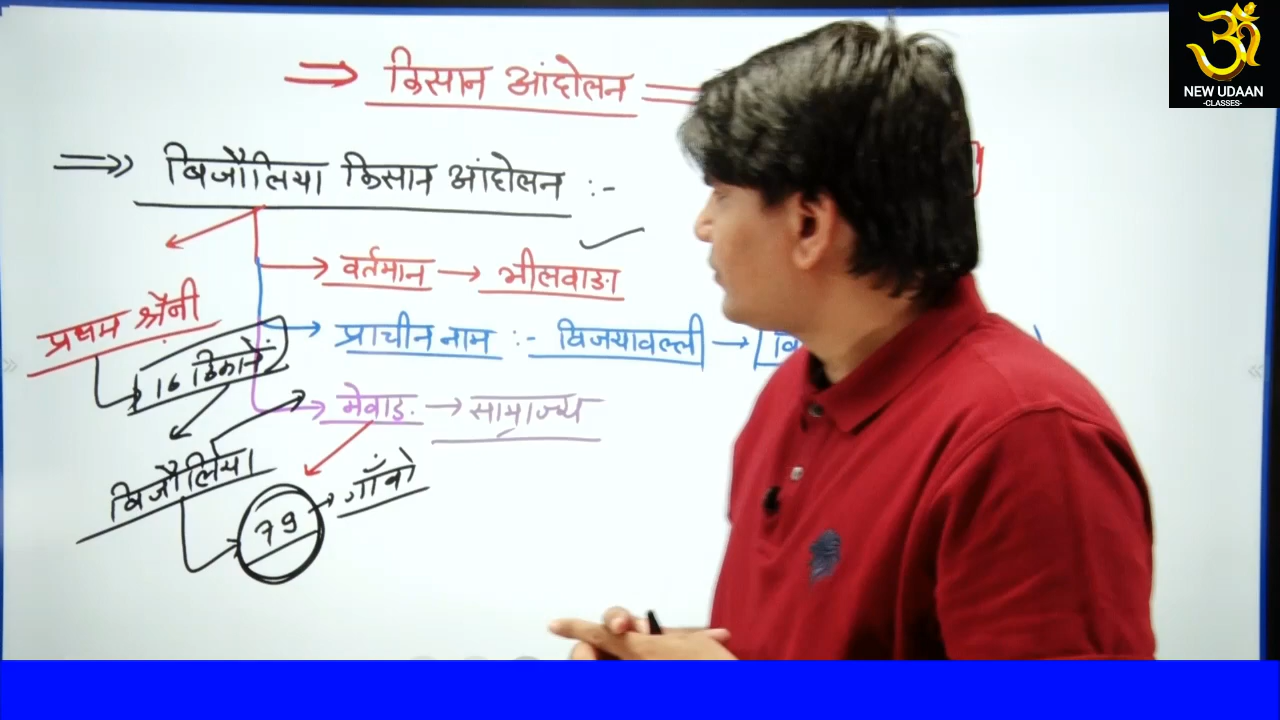 ⇒ किसान आंदोलन
⇒ बिजौलिया किसान आंदोलन :-
वर्तमान → भीलवाडा
प्राचीन नाम :- विजयावल्ली →
मेवाड → सामाज्य
प्रथम श्रैनी
16 ठिकाने
बिजौलिया
79 → गाँवो
ॐ
NEW UDAAN
-CLASSES-